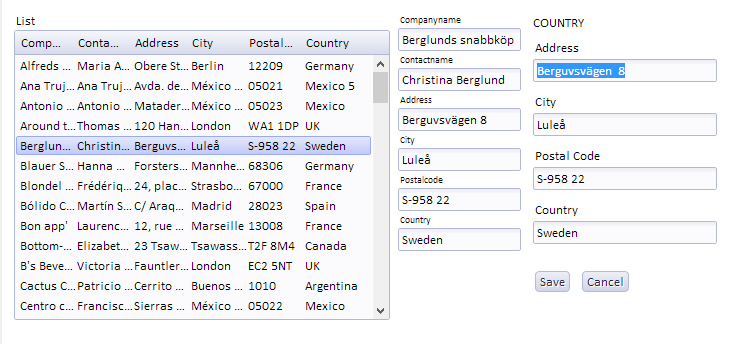 List
Comp... Conta... Address City Postal... Country
Alfreds ... Maria A... Obere St... Berlin 12209 Germany
Ana Truj... Ana Truj... Avda. de... México ... 05021 Mexico 5
Antonio ... Antonio ... Matader... México ... 05023 Mexico
Around t... Thomas ... 120 Han... London WA1 1DP UK
Berglun... Christin... Berguvs... Luleå S-958 22 Sweden
Blauer S... Hanna ... Forsters... Mannhe... 68306 Germany
Blondel ... Frédériq... 24, plac... Strasbo... 67000 France
Bólido C... Martín S... C/ Araq... Madrid 28023 Spain
Bon app' Laurenc... 12, rue ... Marseille 13008 France
Bottom-... Elizabet... 23 Tsaw... Tsawass... T2F 8M4 Canada
B's Beve... Victoria ... Fauntler... London EC2 5NT UK
Cactus C... Patricio ... Cerrito ... Buenos ... 1010 Argentina
Centro c... Francisc... Sierras ... México ... 05022 Mexico
Companyname
Berglunds snabbköp
Contactname
Christina Berglund
Address
Berguvsvägen 8
City
Luleå
Postalcode
S-958 22
Country
Sweden
COUNTRY
Address
Berguvsvägen 8
City
Luleå
Postal Code
S-958 22
Country
Sweden
Save Cancel